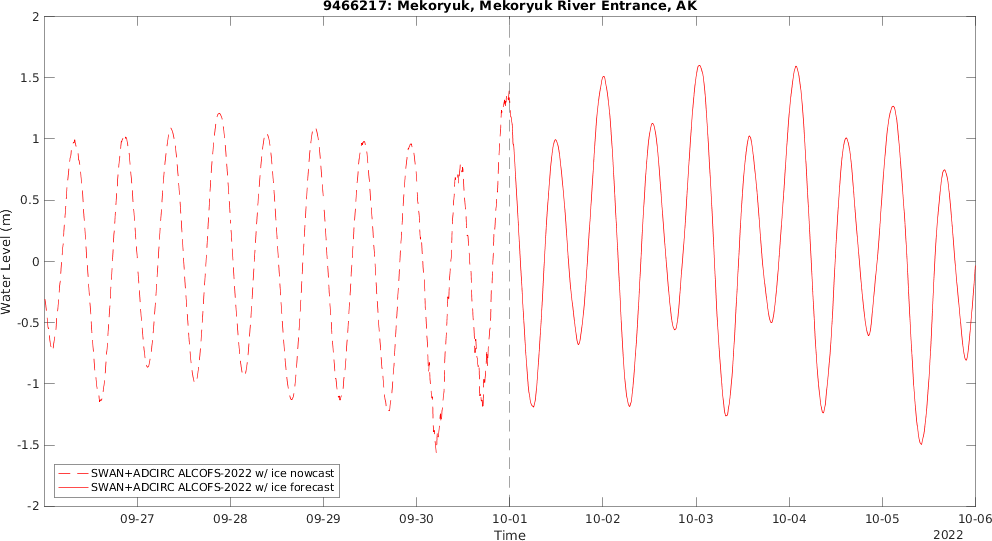 9466217: Mekoryuk, Mekoryuk River Entrance, AK
2
1.5
1
0.5
0
-0.5
-1
-1.5
-2
Water Level (m)
SWAN+ADCIRC ALCOFS-2022 w/ ice nowcast
SWAN+ADCIRC ALCOFS-2022 w/ ice forecast
09-27 09-28 09-29 09-30 10-01 10-02 10-03 10-04 10-05 10-06
Time
2022